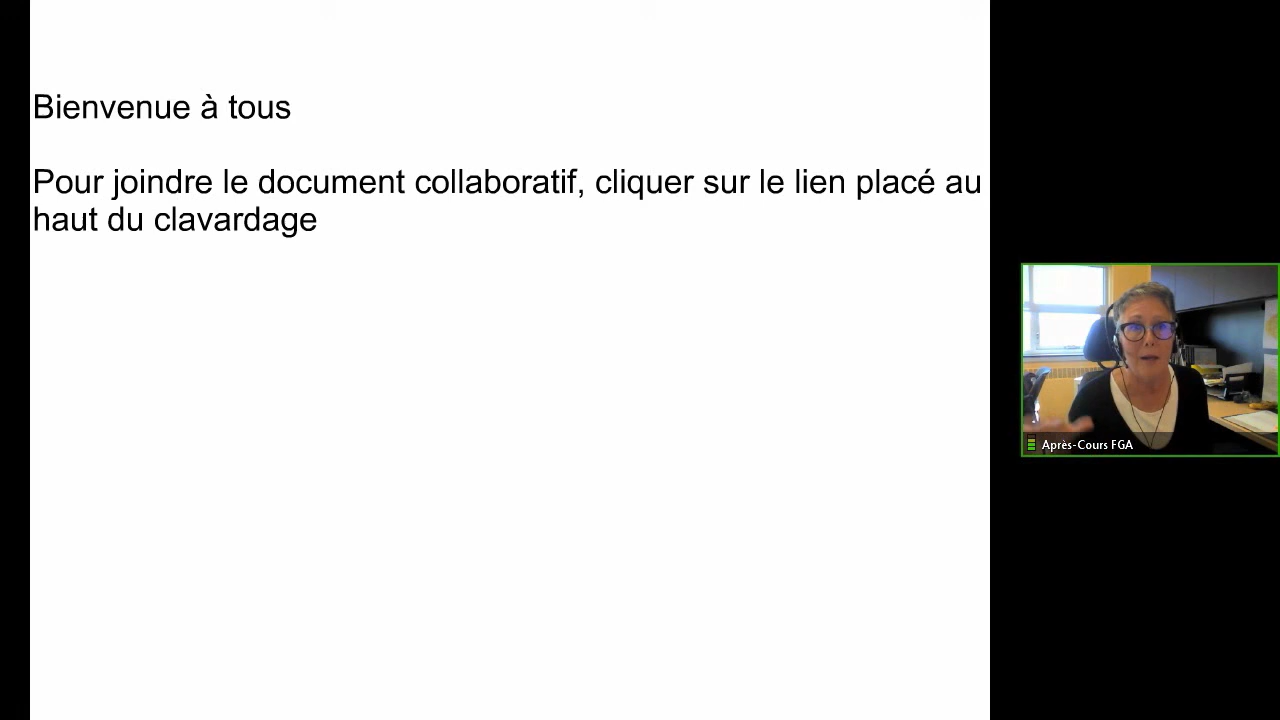 Bienvenue à tous
Pour joindre le document collaboratif, cliquer sur le lien placé au
haut du clavardage
Après-Cours FGA